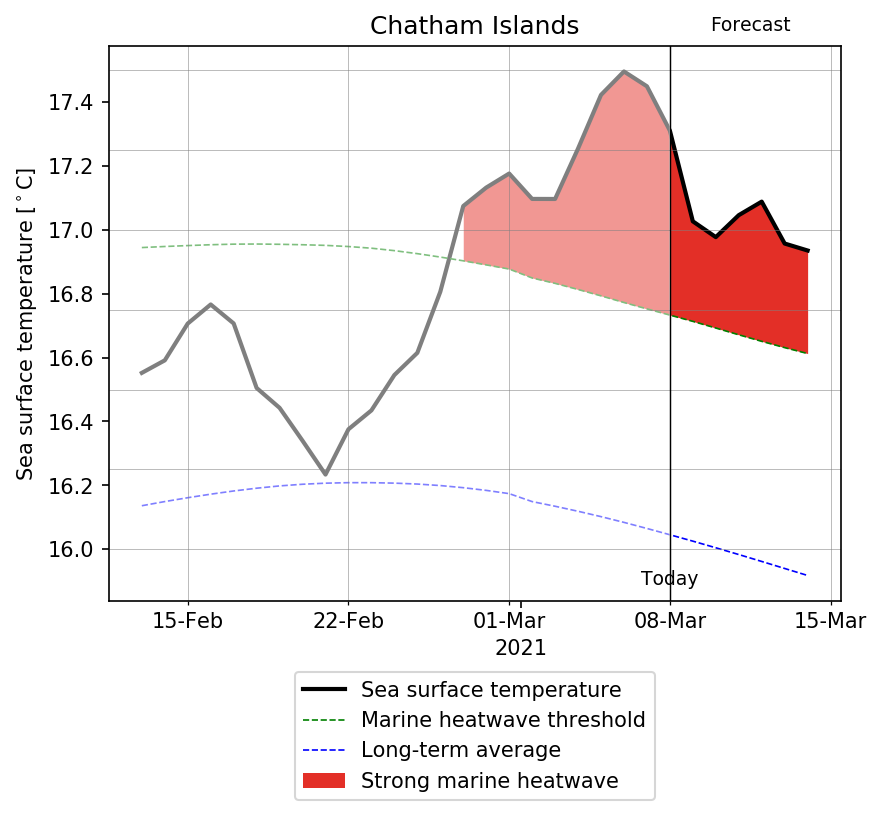 Chatham Islands
Forecast
Sea surface temperature [°C]
17.4
17.2
17.0
16.8
16.6
16.4
16.2
16.0
Today
15-Feb
22-Feb
01-Mar
08-Mar
15-Mar
2021
Sea surface temperature
Marine heatwave threshold
Long-term average
Strong marine heatwave